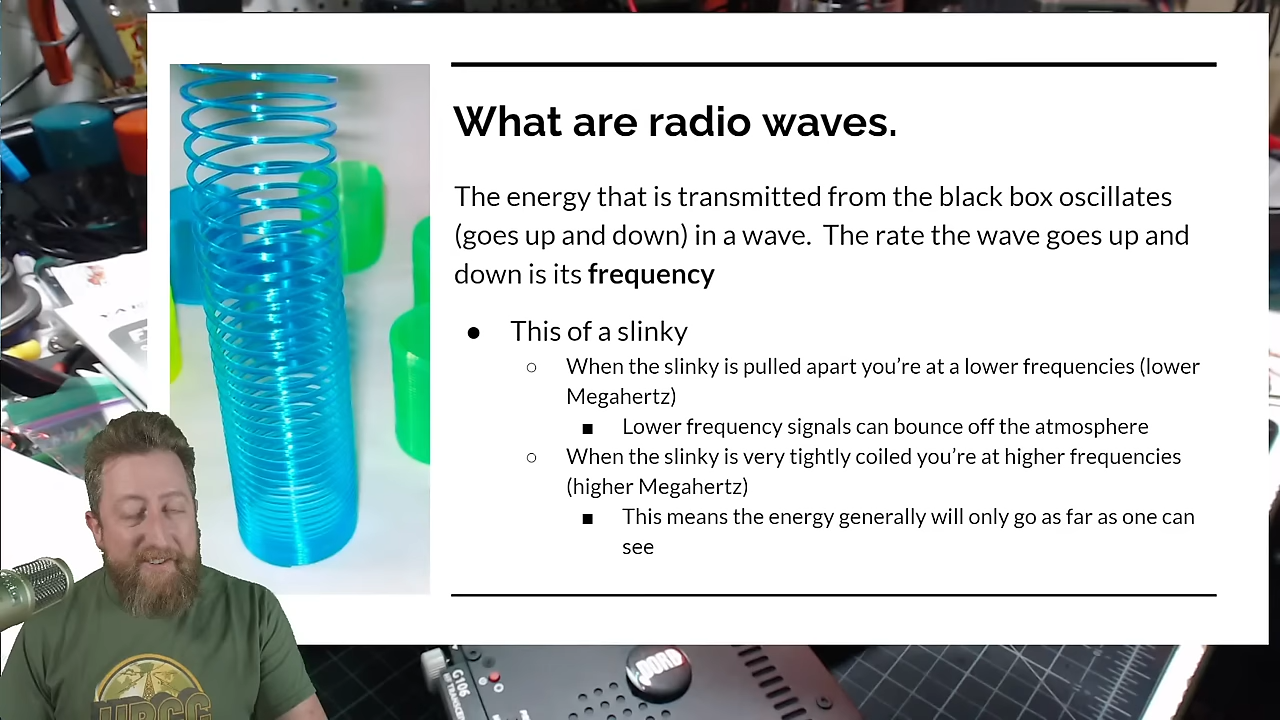 What are radio waves.
The energy that is transmitted from the black box oscillates
(goes up and down) in a wave.  The rate the wave goes up and
down is its frequency
● This of a slinky
○ When the slinky is pulled apart you’re at a lower frequencies (lower
Megahertz)
■ Lower frequency signals can bounce off the atmosphere
○ When the slinky is very tightly coiled you’re at higher frequencies
(higher Megahertz)
■ This means the energy generally will only go as far as one can
see
G106